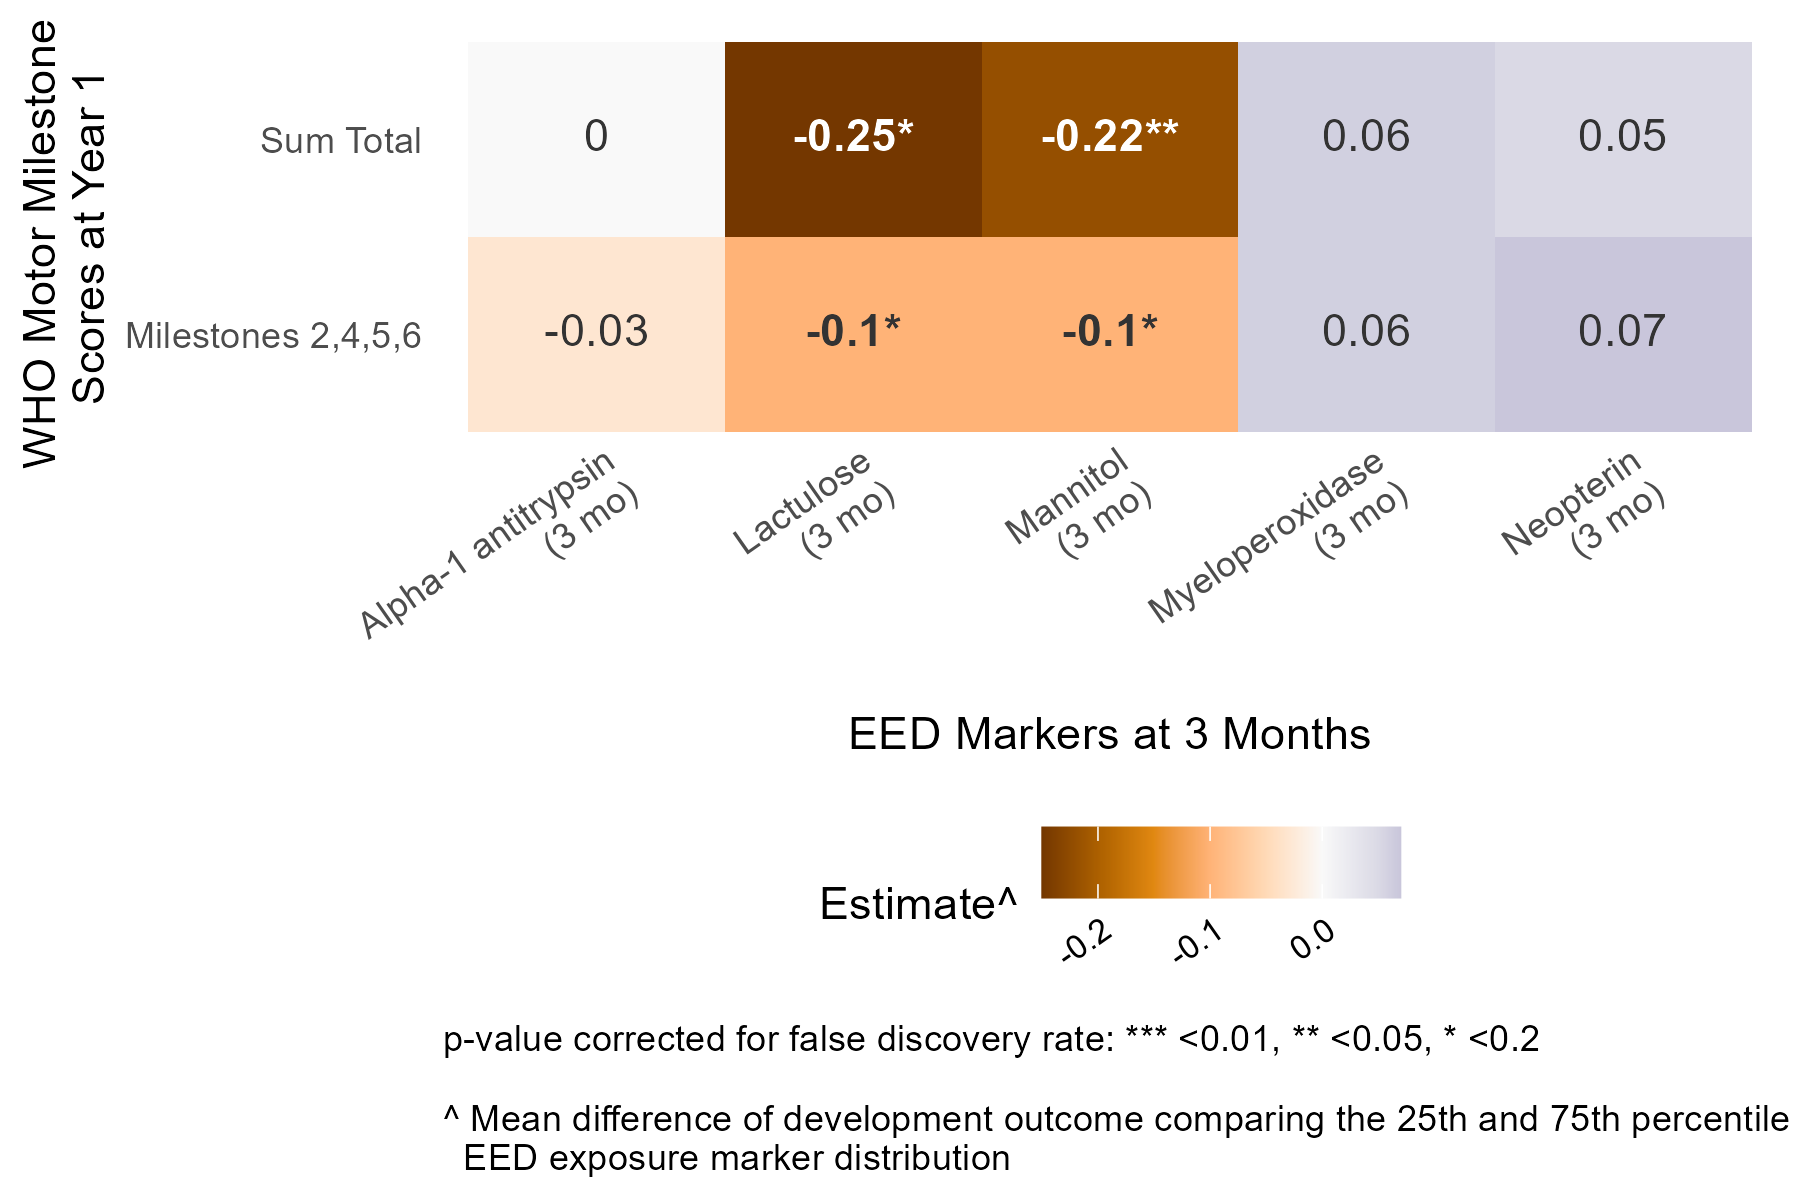 WHO Motor Milestone
Scores at Year 1
Sum Total
0
-0.25*
-0.22**
0.06
0.05
Milestones 2,4,5,6
-0.03
-0.1*
-0.1*
0.06
0.07
Alpha-1 antitrypsin
(3 mo)
Lactulose
(3 mo)
Mannitol
(3 mo)
Myeloperoxidase
(3 mo)
Neopterin
(3 mo)
EED Markers at 3 Months
Estimate^
-0.2
-0.1
0.0
p-value corrected for false discovery rate: *** <0.01, ** <0.05, * <0.2
^ Mean difference of development outcome comparing the 25th and 75th percentile
EED exposure marker distribution